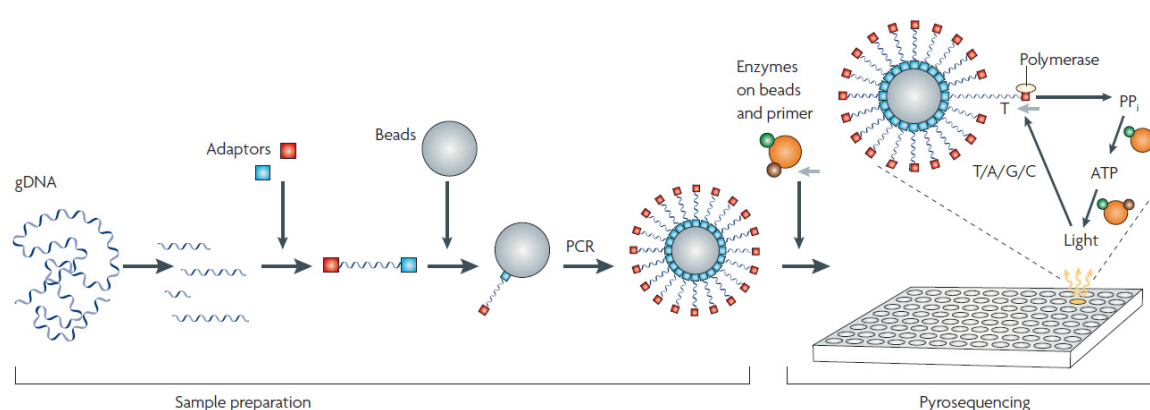 gDNA
Adaptors
Beads
PCR
Enzymes
on beads
and primer
Polymerase
T
PPi
T/A/G/C
ATP
Light
Sample preparation
Pyrosequencing